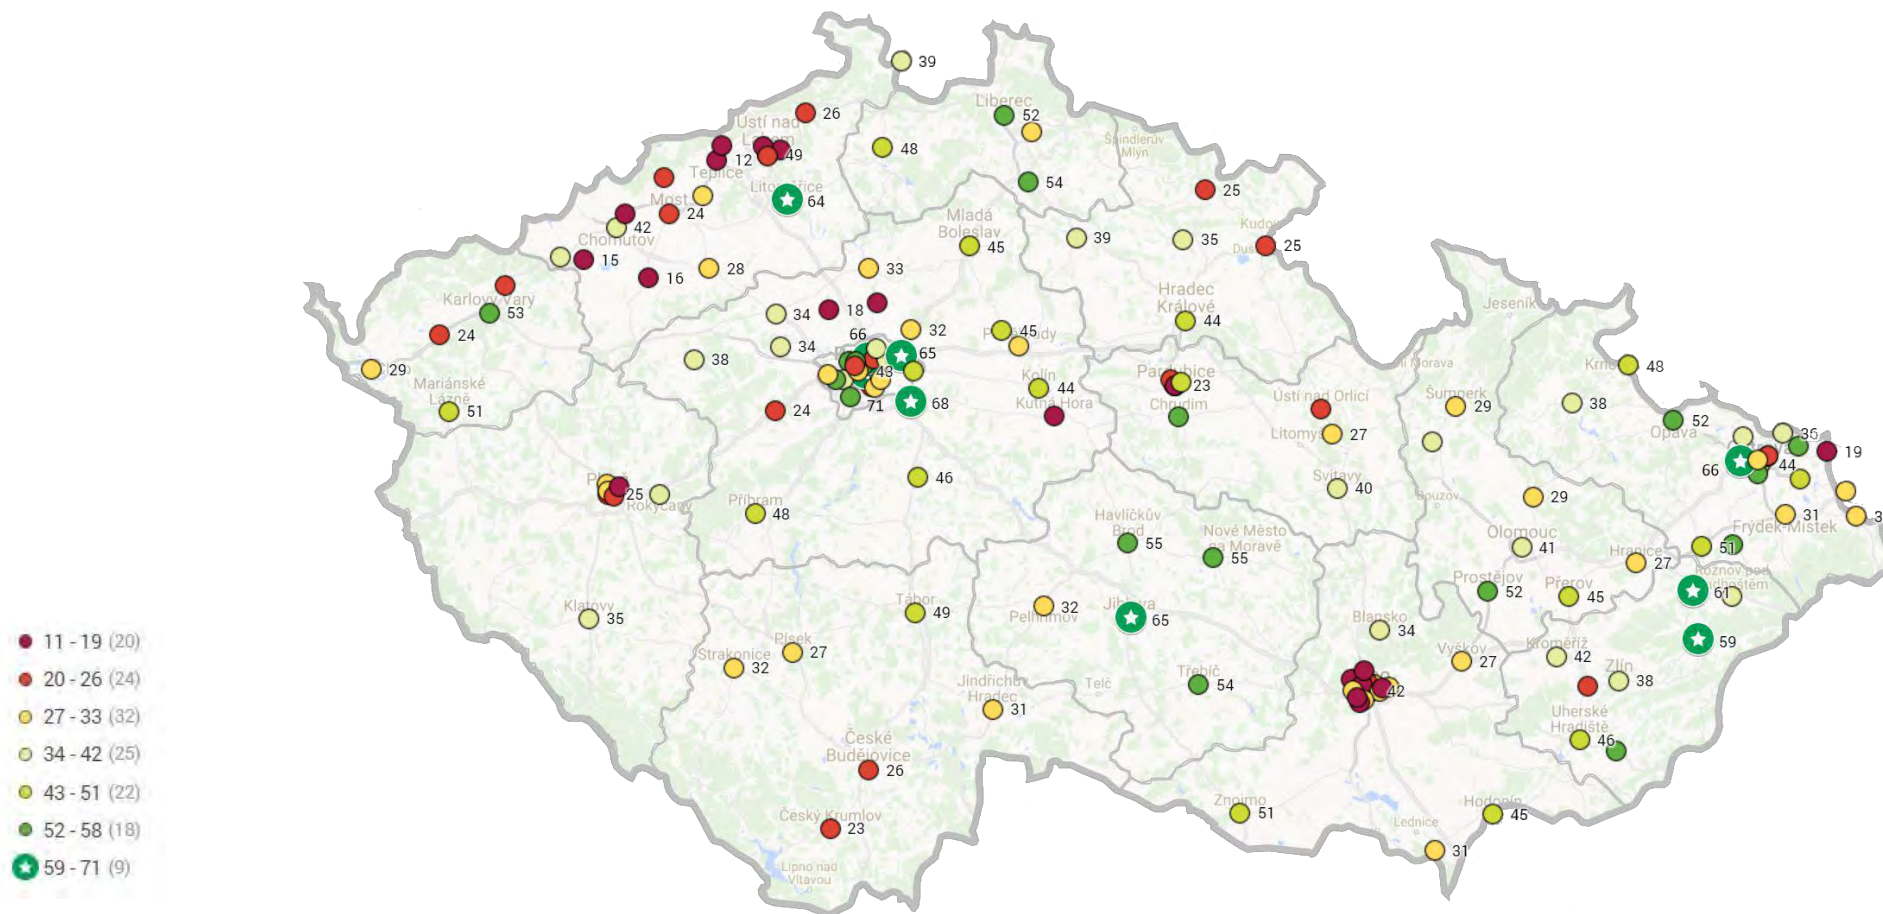 39
Liberec
52
26
Ústí nad
Labem
49
48
Špindlerův
Mlýn
12
Teplice
54
25
Most
Litoměřice
64
24
Mladá
Boleslav
45
39
35
Kudo
25
42
Chomutov
15
28
33
16
Karlovy Vary
53
34
18
Hradec
Králové
44
Jeseník
24
66
32
45
34
65
38
29
Mariánské
Lázně
51
43
Kolín
44
Kutná Hora
71
68
24
23
Chrudim
Ústí nad Orlicí
Litomyšl
27
Šumperk
29
38
48
Opava
52
36
19
66
44
Svitavy
40
Bouzov
29
31
Frýdek-Místek
25
Rokycany
46
Příbram
48
Havlíčkův
Brod
55
Nové Město
na Moravě
55
Olomouc
41
Hranice
27
51
Rožnov pod
61
Prostějov
52
Přerov
45
Klatovy
35
Tábor
49
32
Pelhřimov
Jihlava
65
Blansko
34
Kroměříž
42
59
Písek
27
Strakonice
32
Vyškov
27
Zlín
38
Třebíč
54
Telč
Jindřichův
Hradec
31
42
Uherské
Hradiště
46
České
Budějovice
26
Český Krumlov
23
Znojmo
51
Lednice
Hodonín
45
31
Lipno nad
Vltavou
11 - 19 (20)
20 - 26 (24)
27 - 33 (32)
34 - 42 (25)
43 - 51 (22)
52 - 58 (18)
59 - 71 (9)